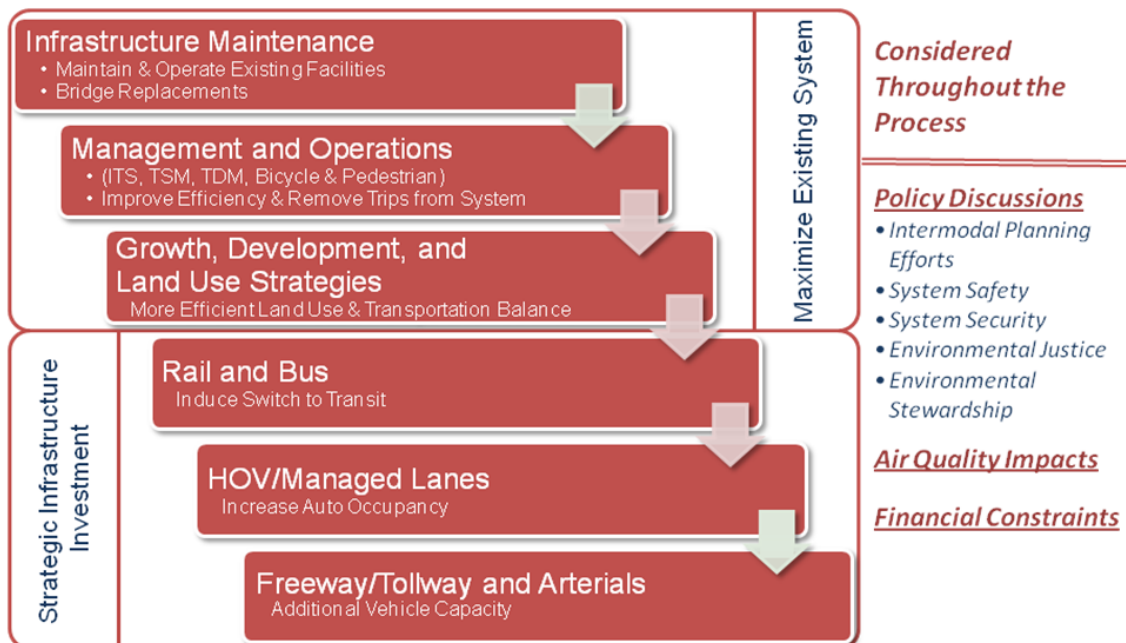 Infrastructure Maintenance
• Maintain & Operate Existing Facilities
• Bridge Replacements
Management and Operations
• (ITS, TSM, TDM, Bicycle & Pedestrian)
• Improve Efficiency & Remove Trips from System
Growth, Development, and
Land Use Strategies
More Efficient Land Use & Transportation Balance
Maximize Existing System
Rail and Bus
Induce Switch to Transit
HOV/Managed Lanes
Increase Auto Occupancy
Freeway/Tollway and Arterials
Additional Vehicle Capacity
Strategic Infrastructure
Investment
Considered
Throughout the
Process
Policy Discussions
• Intermodal Planning
Efforts
• System Safety
• System Security
• Environmental Justice
• Environmental
Stewardship
Air Quality Impacts
Financial Constraints